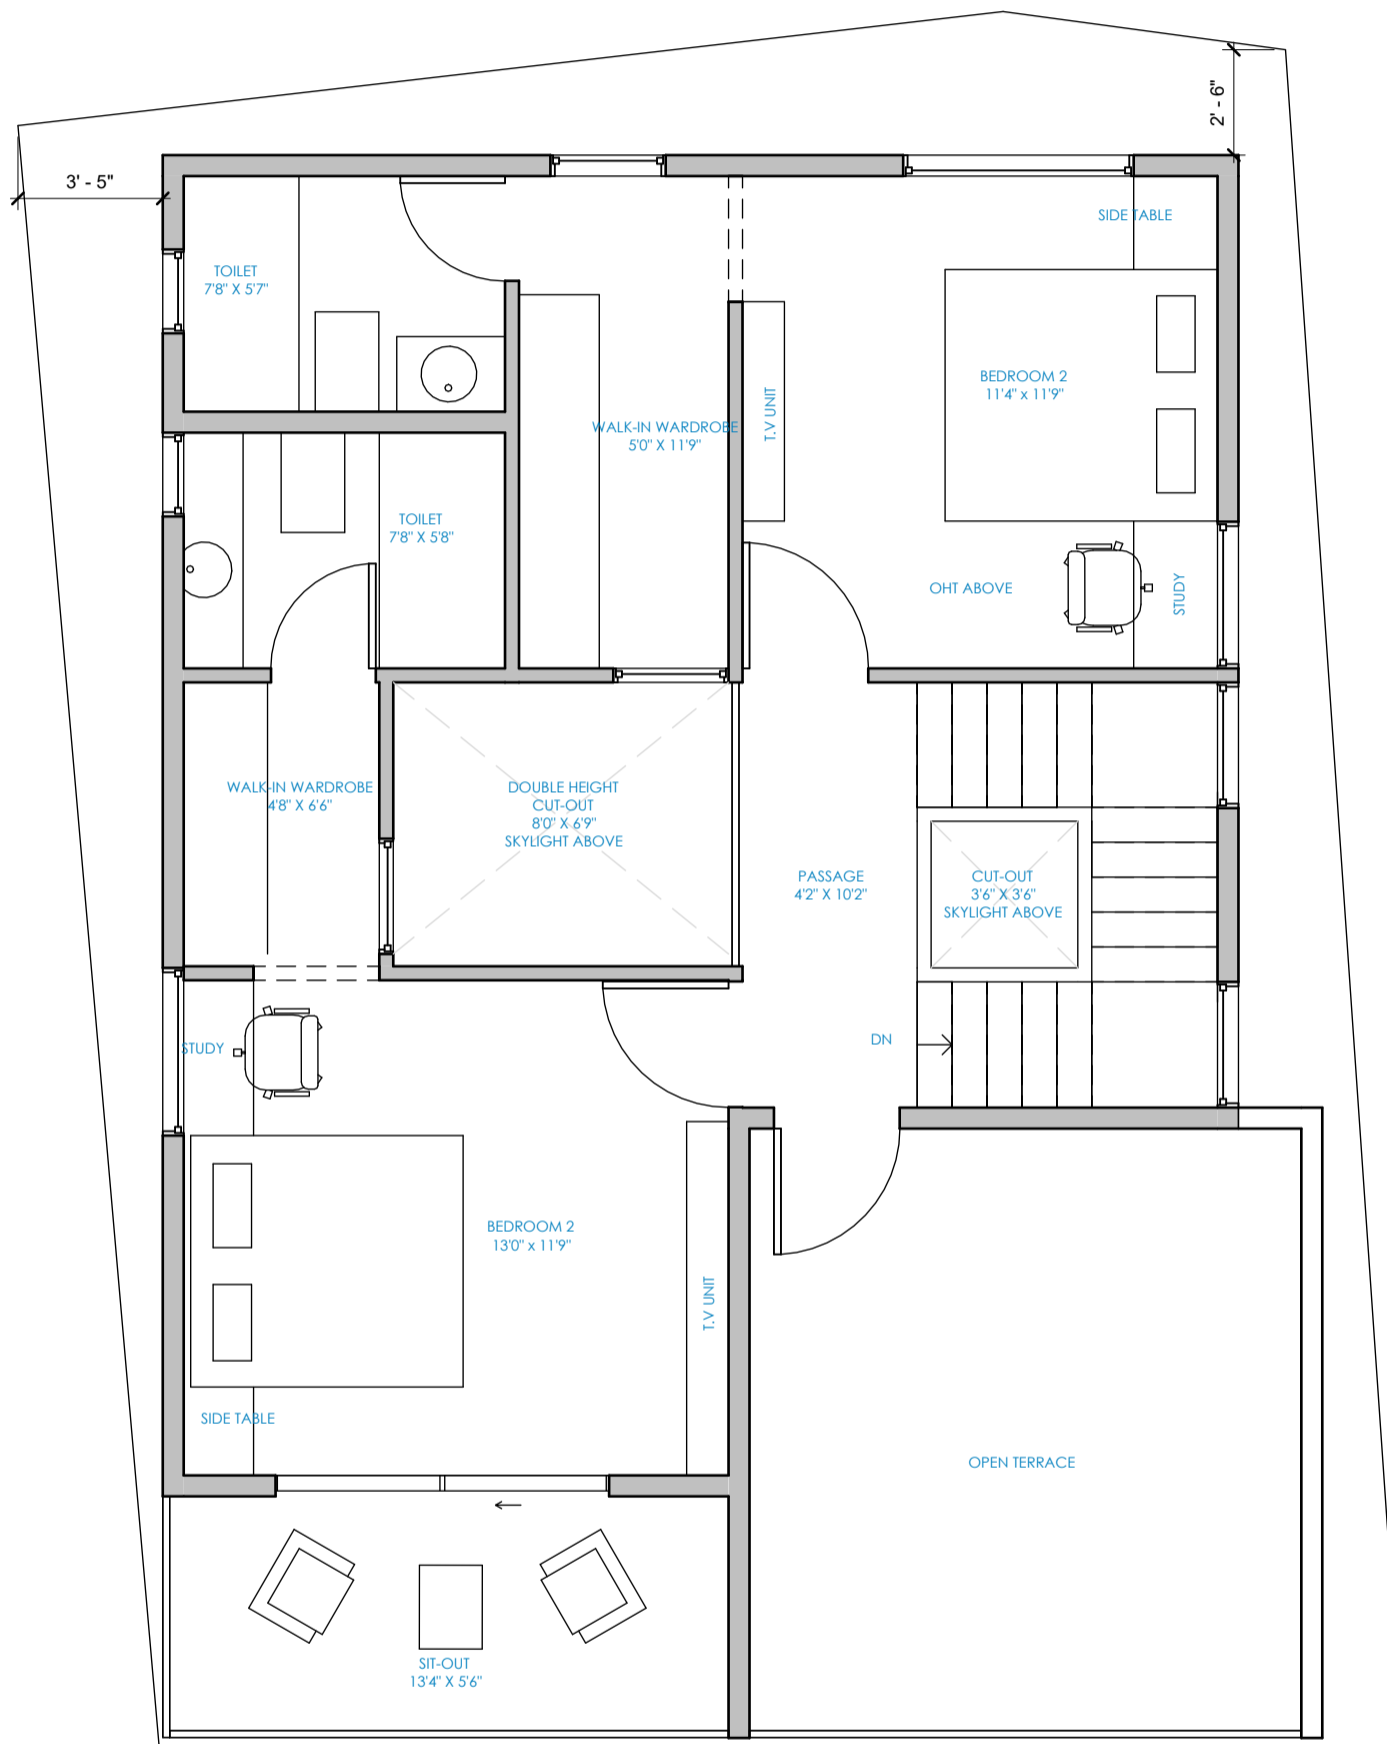 2' - 6"
3' - 5"
SIDE TABLE
TOILET
7'8" X 5'7"
BEDROOM 2
11'4" x 11'9"
T.V UNIT
WALK-IN WARDROBE
5'0" X 11'9"
TOILET
7'8" X 5'8"
OHT ABOVE
STUDY
WALK-IN WARDROBE
4'8" X 6'6"
DOUBLE HEIGHT
CUT-OUT
8'0" X 6'9"
SKYLIGHT ABOVE
PASSAGE
4'2" X 10'2"
CUT-OUT
3'6" X 3'6"
SKYLIGHT ABOVE
DN
STUDY
BEDROOM 2
13'0" x 11'9"
T.V UNIT
SIDE TABLE
OPEN TERRACE
SIT-OUT
13'4" X 5'6"